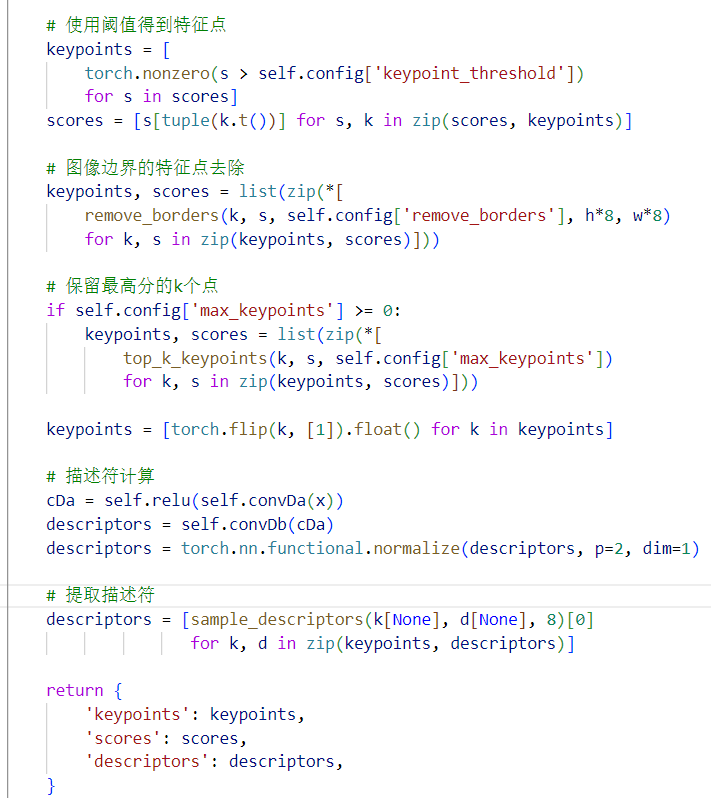 # 使用阈值得到特征点
keypoints = [
    torch.nonzero(s > self.config['keypoint_threshold'])
    for s in scores]
scores = [s[tuple(k.t())] for s, k in zip(scores, keypoints)]

# 图像边界的特征点去除
keypoints, scores = list(zip(*[
    remove_borders(k, s, self.config['remove_borders'], h*8, w*8)
    for k, s in zip(keypoints, scores)]))

# 保留最高分的k个点
if self.config['max_keypoints'] >= 0:
    keypoints, scores = list(zip(*[
        top_k_keypoints(k, s, self.config['max_keypoints'])
        for k, s in zip(keypoints, scores)]))

keypoints = [torch.flip(k, [1]).float() for k in keypoints]

# 描述符计算
cDa = self.relu(self.convDa(x))
descriptors = self.convDb(cDa)
descriptors = torch.nn.functional.normalize(descriptors, p=2, dim=1)

# 提取描述符
descriptors = [sample_descriptors(k[None], d[None], 8)[0]
               for k, d in zip(keypoints, descriptors)]

return {
    'keypoints': keypoints,
    'scores': scores,
    'descriptors': descriptors,
}